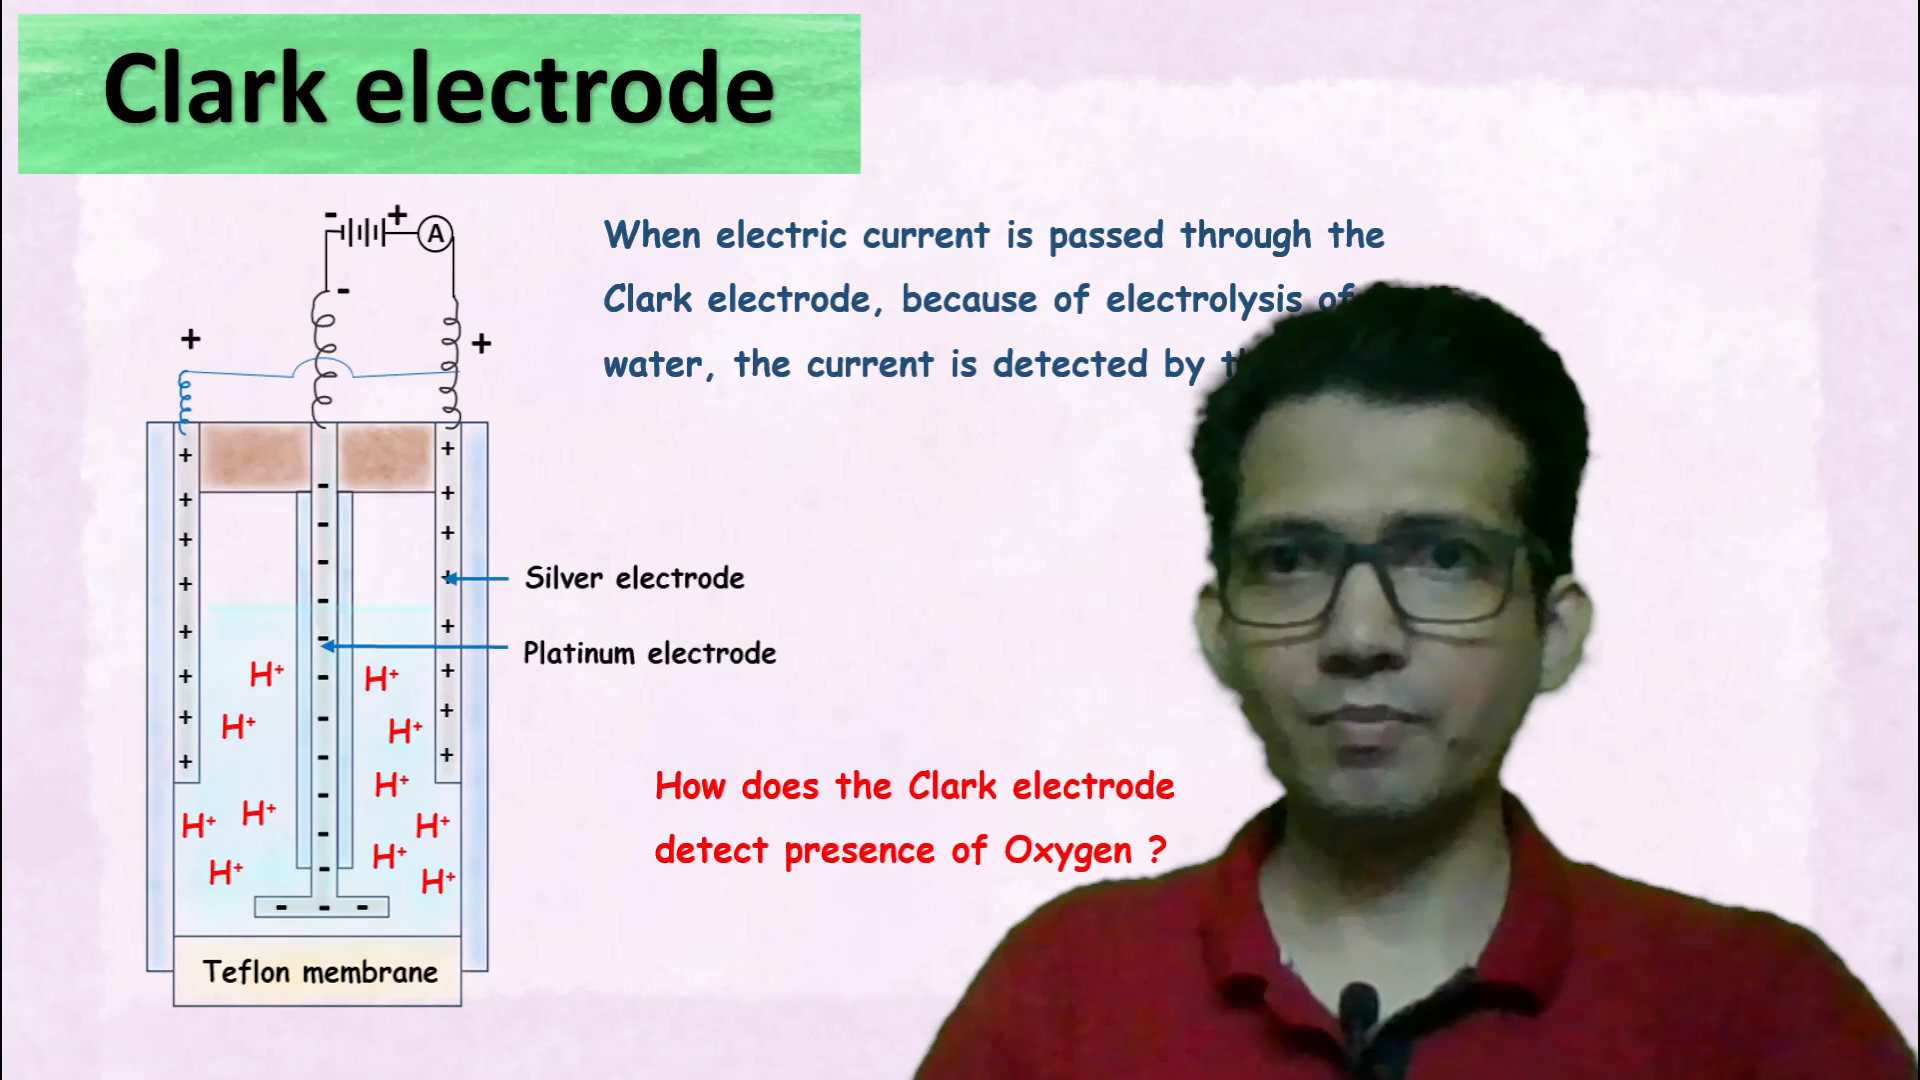 Clark electrode
- + A
When electric current is passed through the
Clark electrode, because of electrolysis of
water, the current is detected by
- + +
Silver electrode
Platinum electrode
H+ H+
H+ H+
H+
H+ H+ H+
H+ H+
H+
How does the Clark electrode
detect presence of Oxygen ?
Teflon membrane